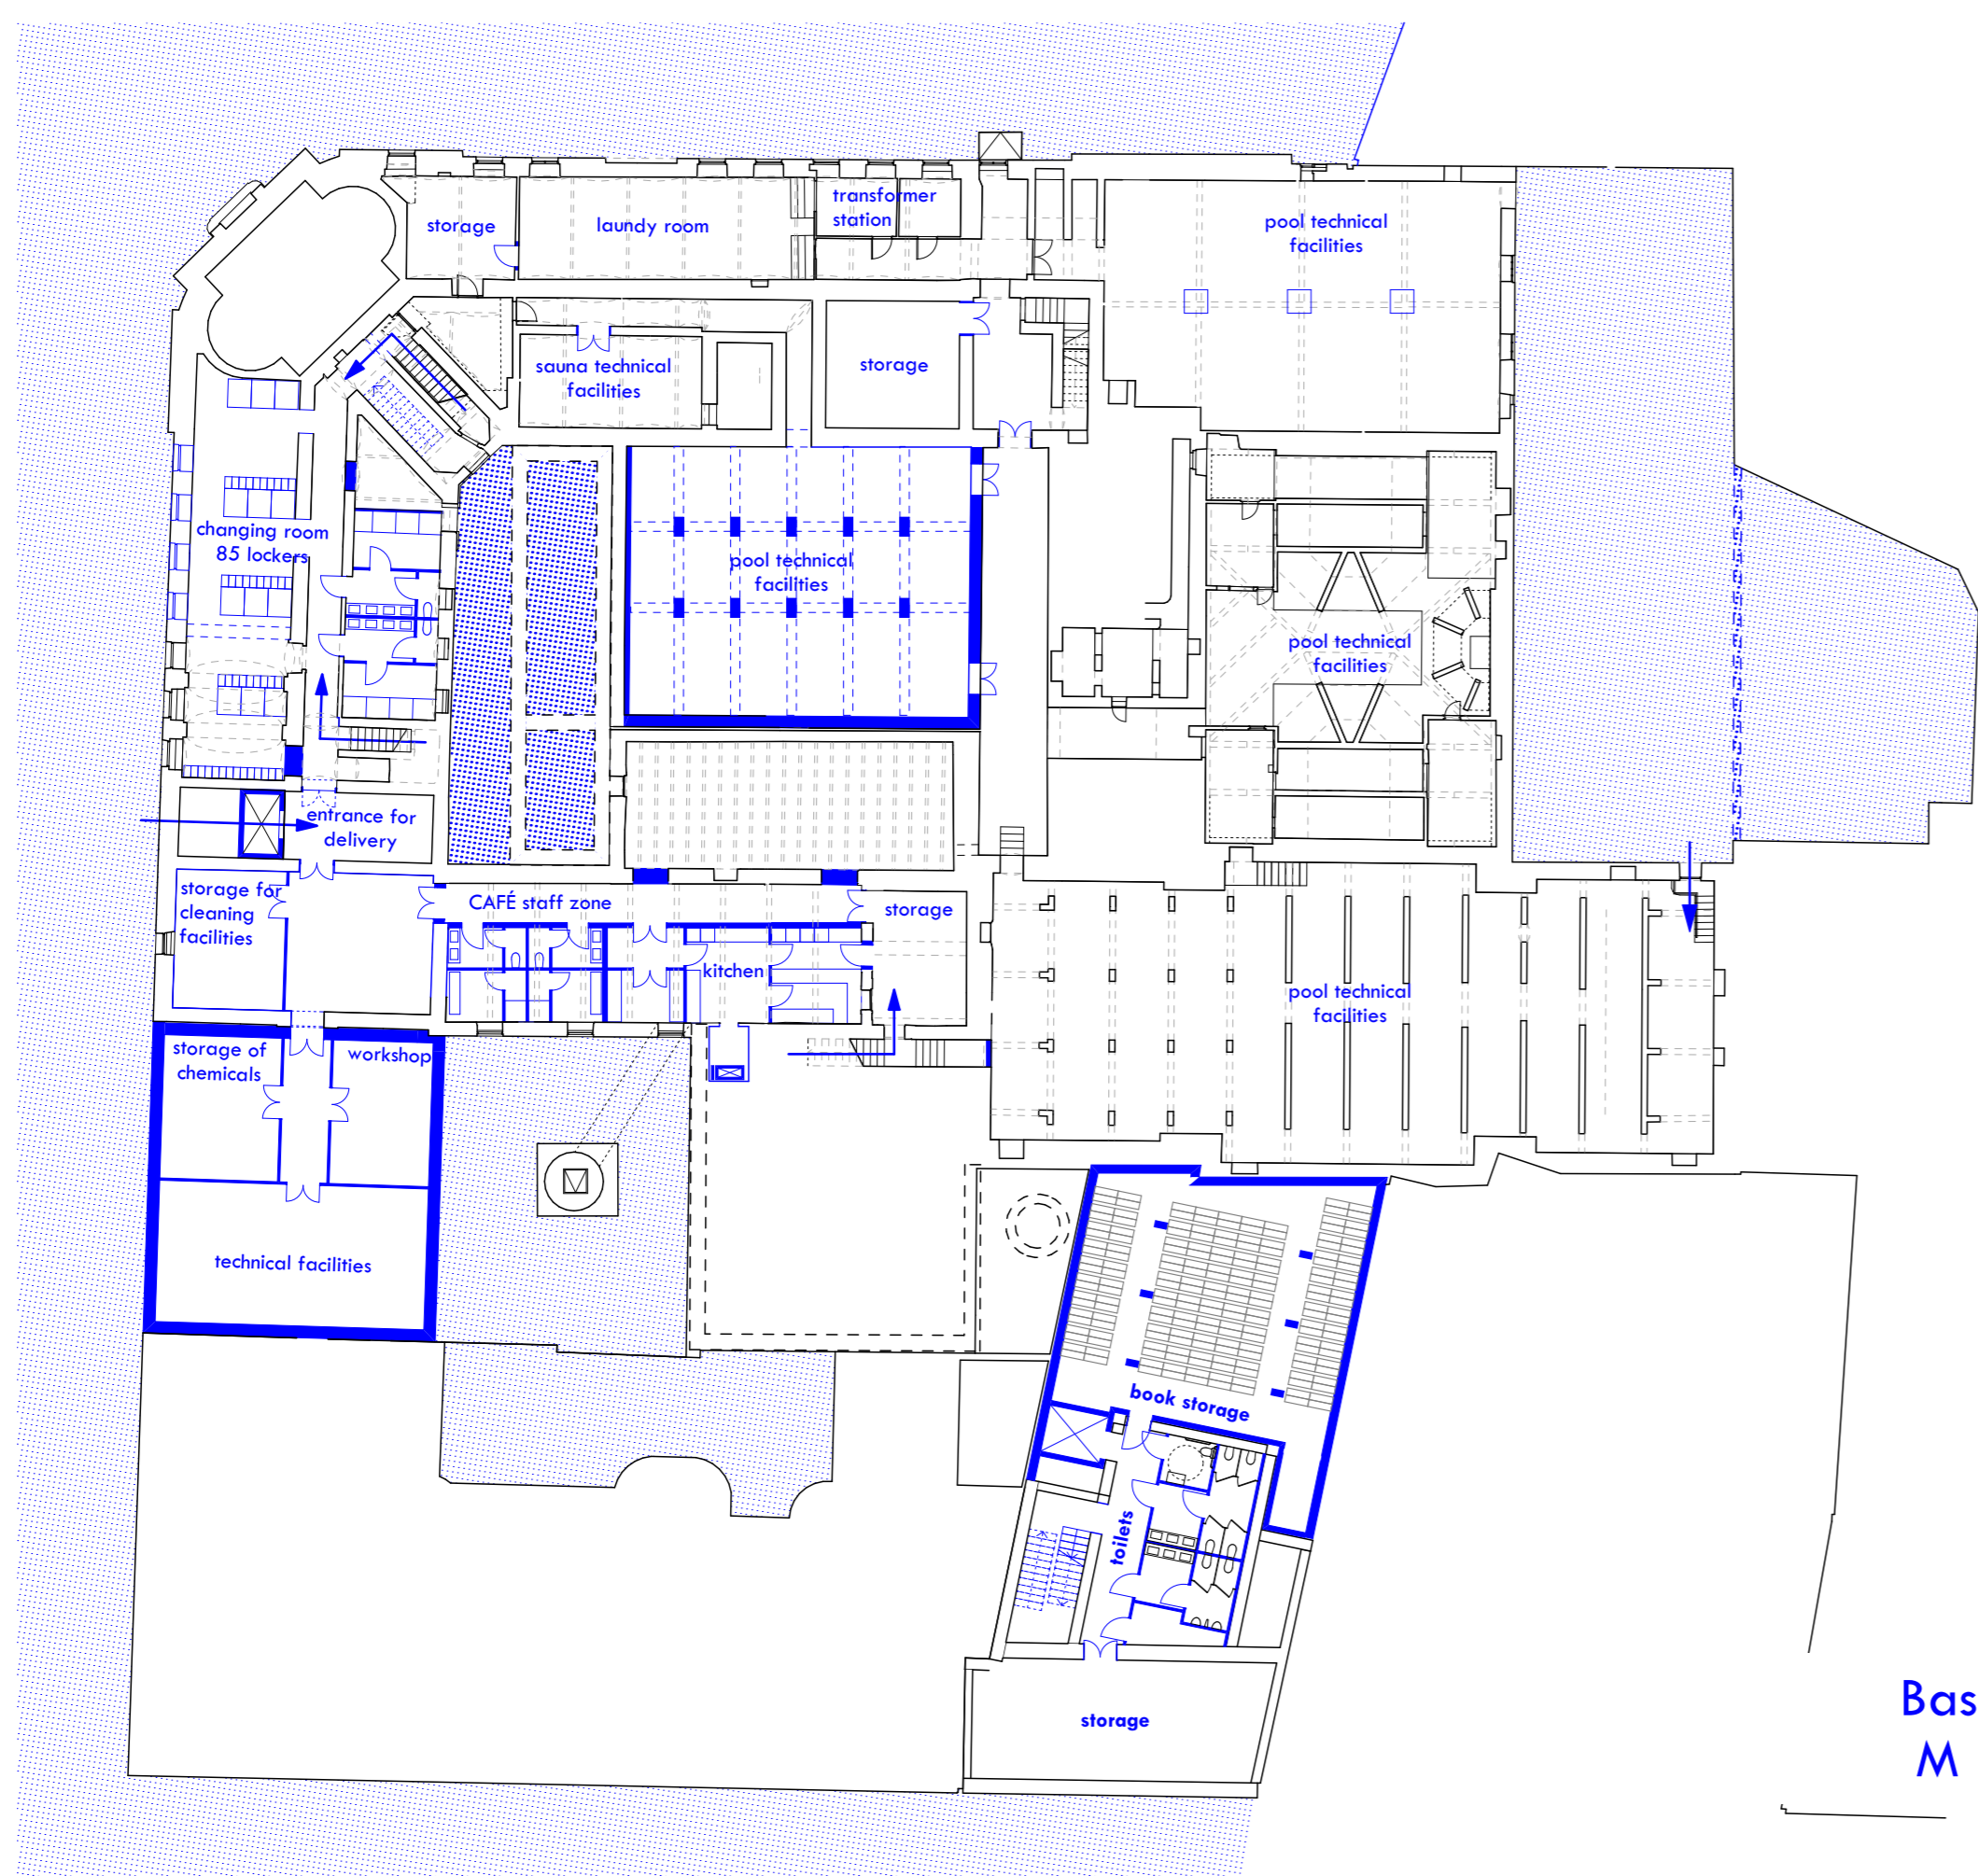 transformer
station
storage
laundy room
pool technical
facilities
sauna technical
facilities
storage
changing room
85 lockers
pool technical
facilities
pool technical
facilities
entrance for
delivery
storage for
cleaning
facilities
CAFÉ staff zone
storage
kitchen
pool technical
facilities
storage of
chemicals
workshop
technical facilities
book storage
toilets
storage
Bas
M